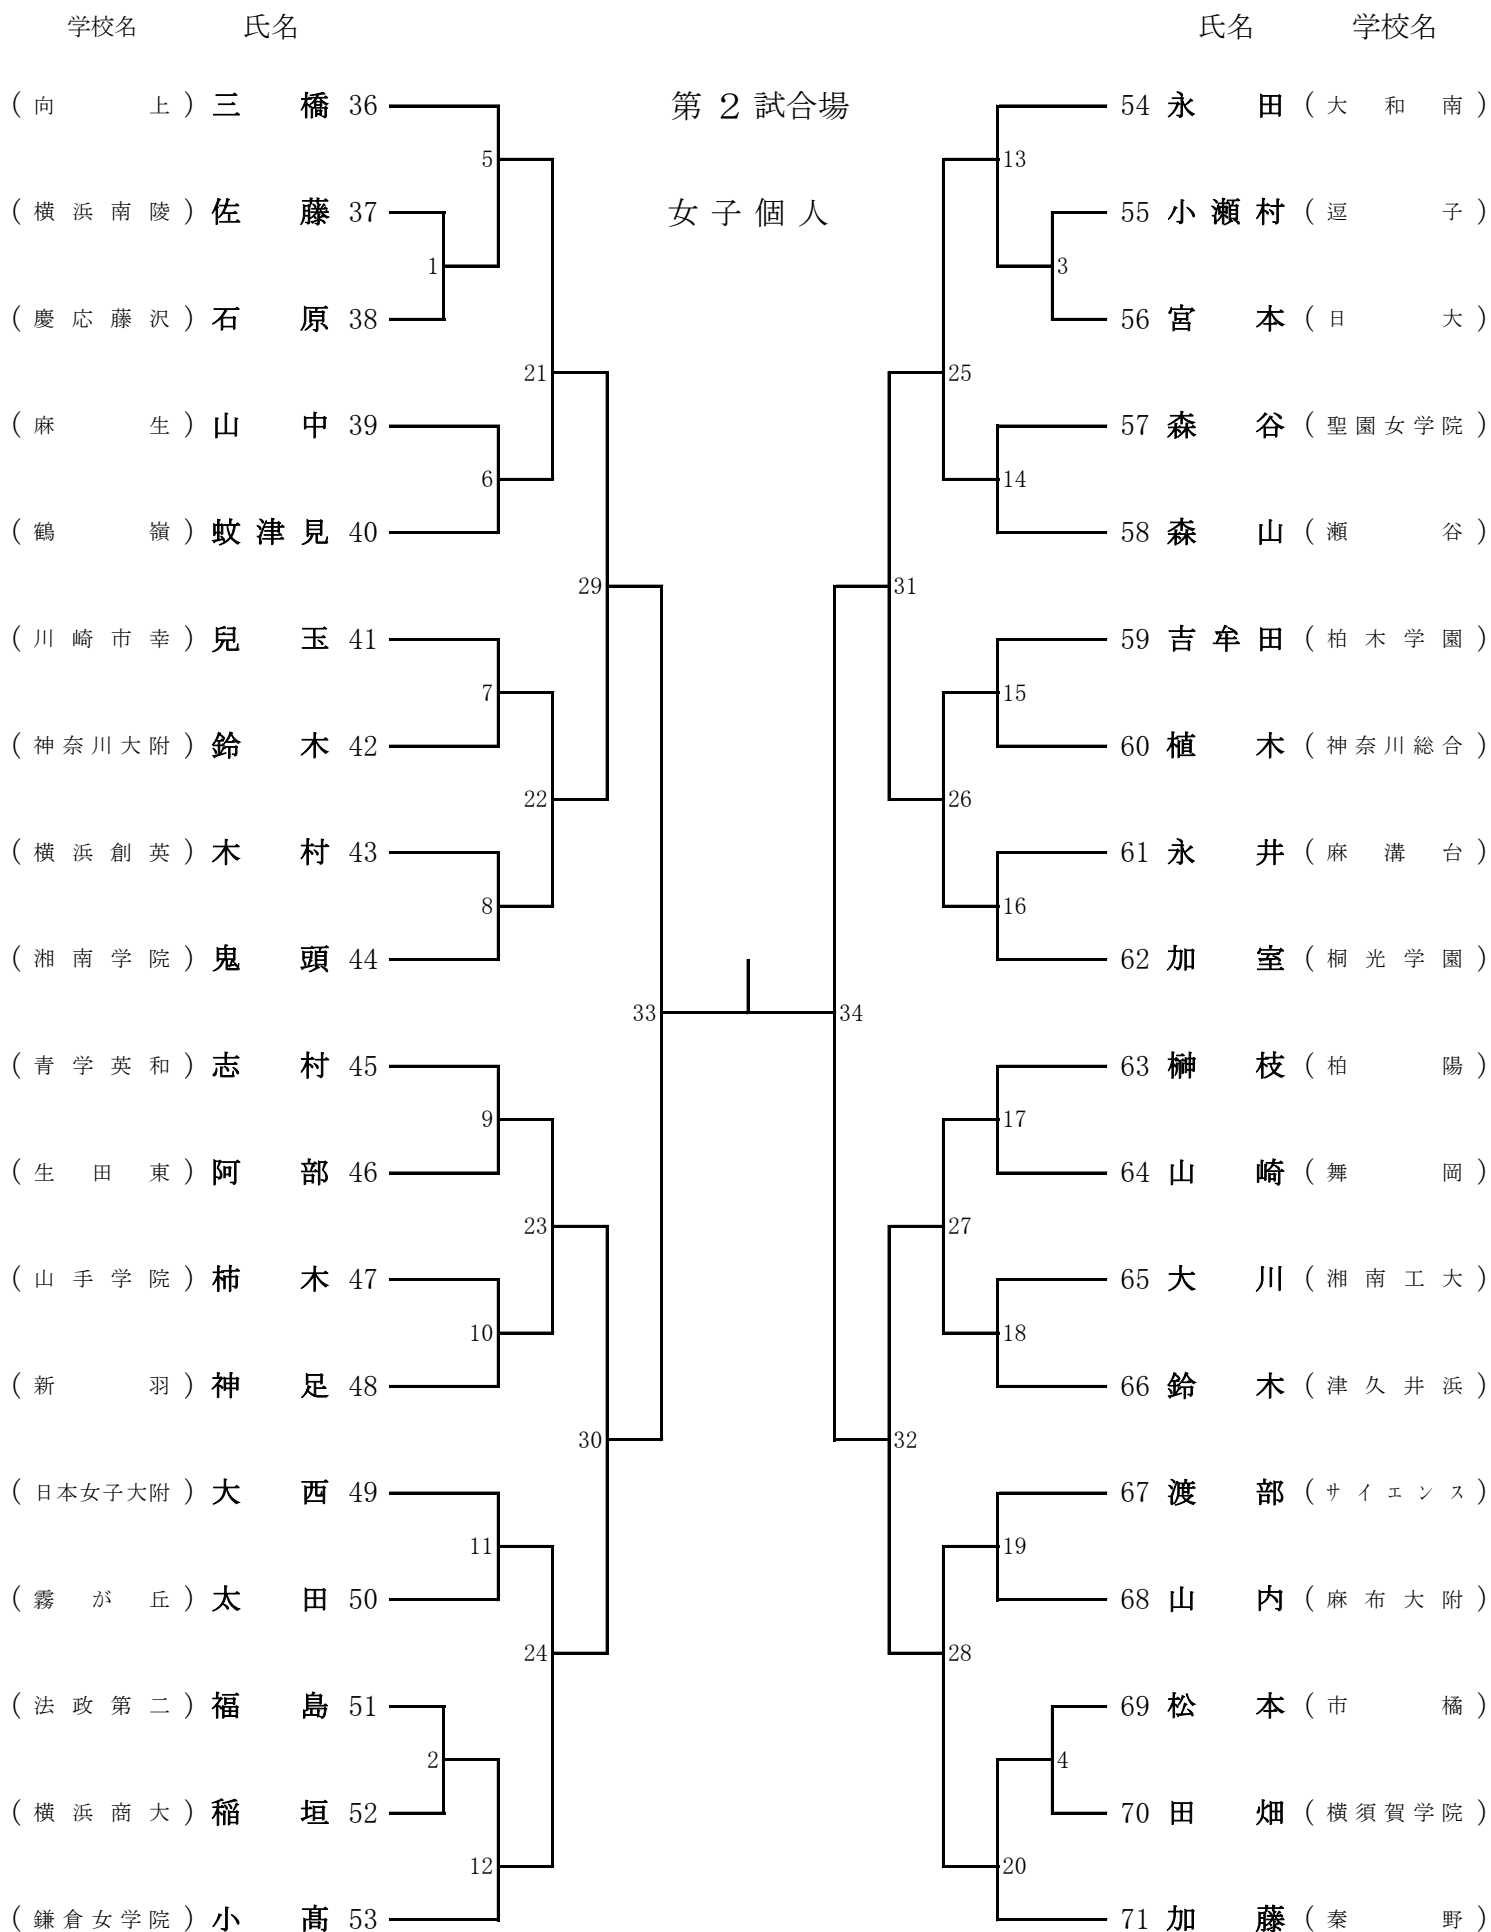 学校名 氏名 氏名 学校名
(向上) 三橋 36 第２試合場 54 永田 (大和南)
5 13
(横浜南陵) 佐藤 37 女子個人 55 小瀬村 (逗子)
1 3
(慶応藤沢) 石原 38 56 宮本 (日大)
21 25
(麻生) 山中 39 57 森谷 (聖園女学院)
6 14
(鶴嶺) 蚊津見 40 58 森山 (瀬谷)
29 31
(川崎市幸) 兒玉 41 59 吉牟田 (柏木学園)
7 15
(神奈川大附) 鈴木 42 60 植木 (神奈川総合)
22 26
(横浜創英) 木村 43 61 永井 (麻溝台)
8 16
(湘南学院) 鬼頭 44 62 加室 (桐光学園)
33 34
(青学英和) 志村 45 63 榊枝 (柏陽)
9 17
(生田東) 阿部 46 64 山崎 (舞岡)
23 27
(山手学院) 柿木 47 65 大川 (湘南工大)
10 18
(新羽) 神足 48 66 鈴木 (津久井浜)
30 32
(日本女子大附) 大西 49 67 渡部 (サイエンス)
11 19
(霧が丘) 太田 50 68 山内 (麻布大附)
24 28
(法政第二) 福島 51 69 松本 (市橘)
2 4
(横浜商大) 稲垣 52 70 田畑 (横須賀学院)
12 20
(鎌倉女学院) 小髙 53 71 加藤 (秦野)